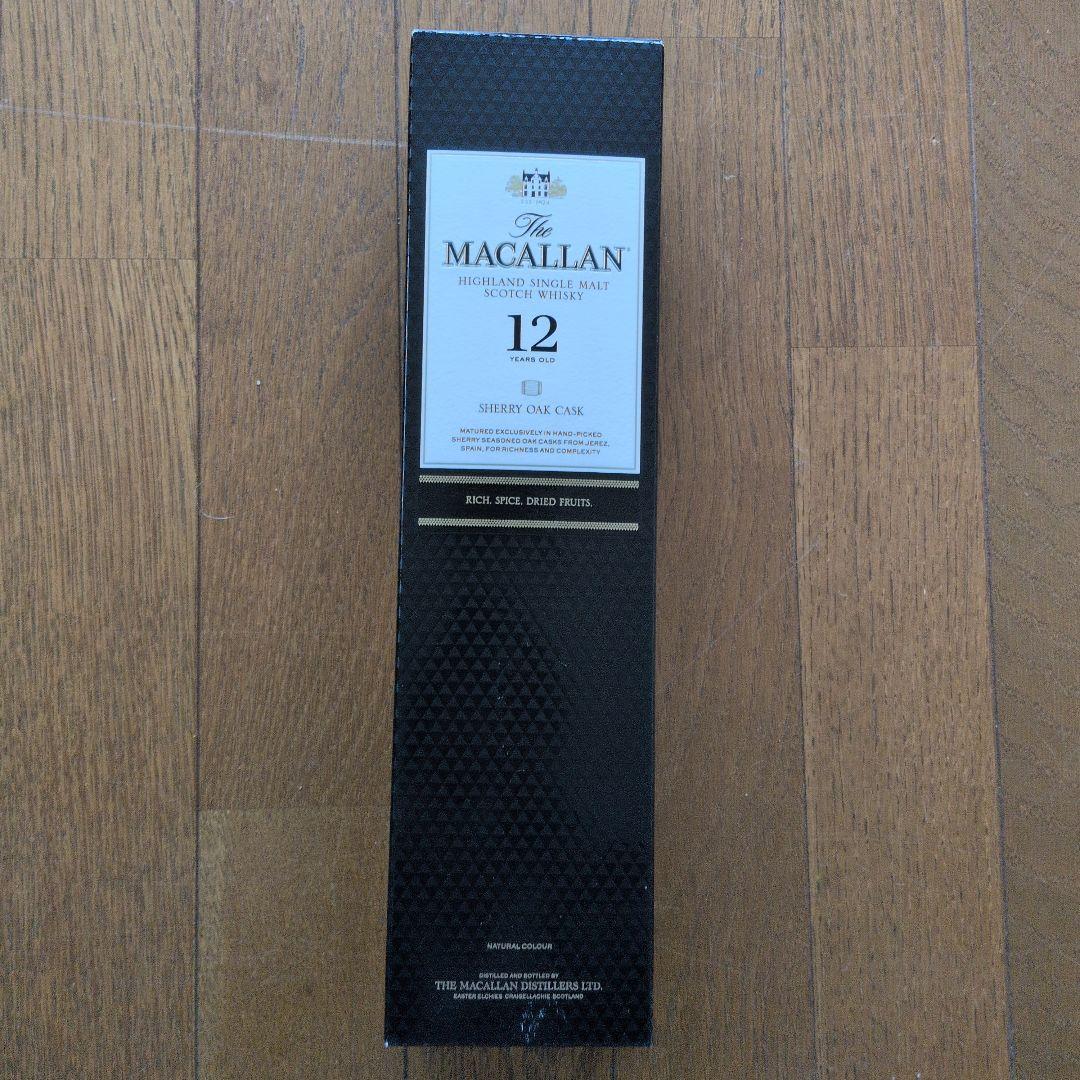 EST. 1824
The
MACALLAN
HIGHLAND SINGLE MALT
SCOTCH WHISKY
12
YEARS OLD
SHERRY OAK CASK
MATURED EXCLUSIVELY IN HAND-PICKED
SHERRY SEASONED OAK CASKS FROM JEREZ,
SPAIN, FOR RICHNESS AND COMPLEXITY
RICH, SPICE, DRIED FRUITS.
NATURAL COLOUR
DISTILLED AND BOTTLED BY
THE MACALLAN DISTILLERS LTD.
EASTER ELCHIES CRAIGELLACHIE SCOTLAND